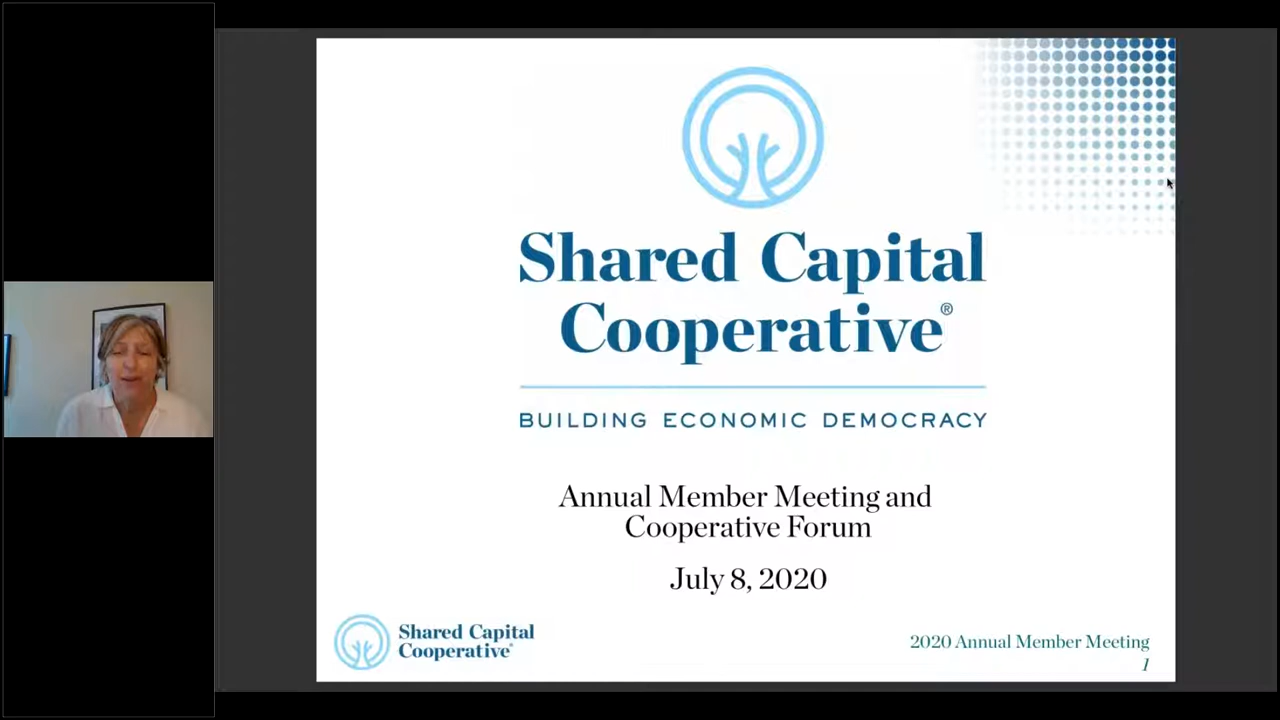 Shared Capital
Cooperative®
BUILDING ECONOMIC DEMOCRACY
Annual Member Meeting and
Cooperative Forum
July 8, 2020
Shared Capital
Cooperative®
2020 Annual Member Meeting
1